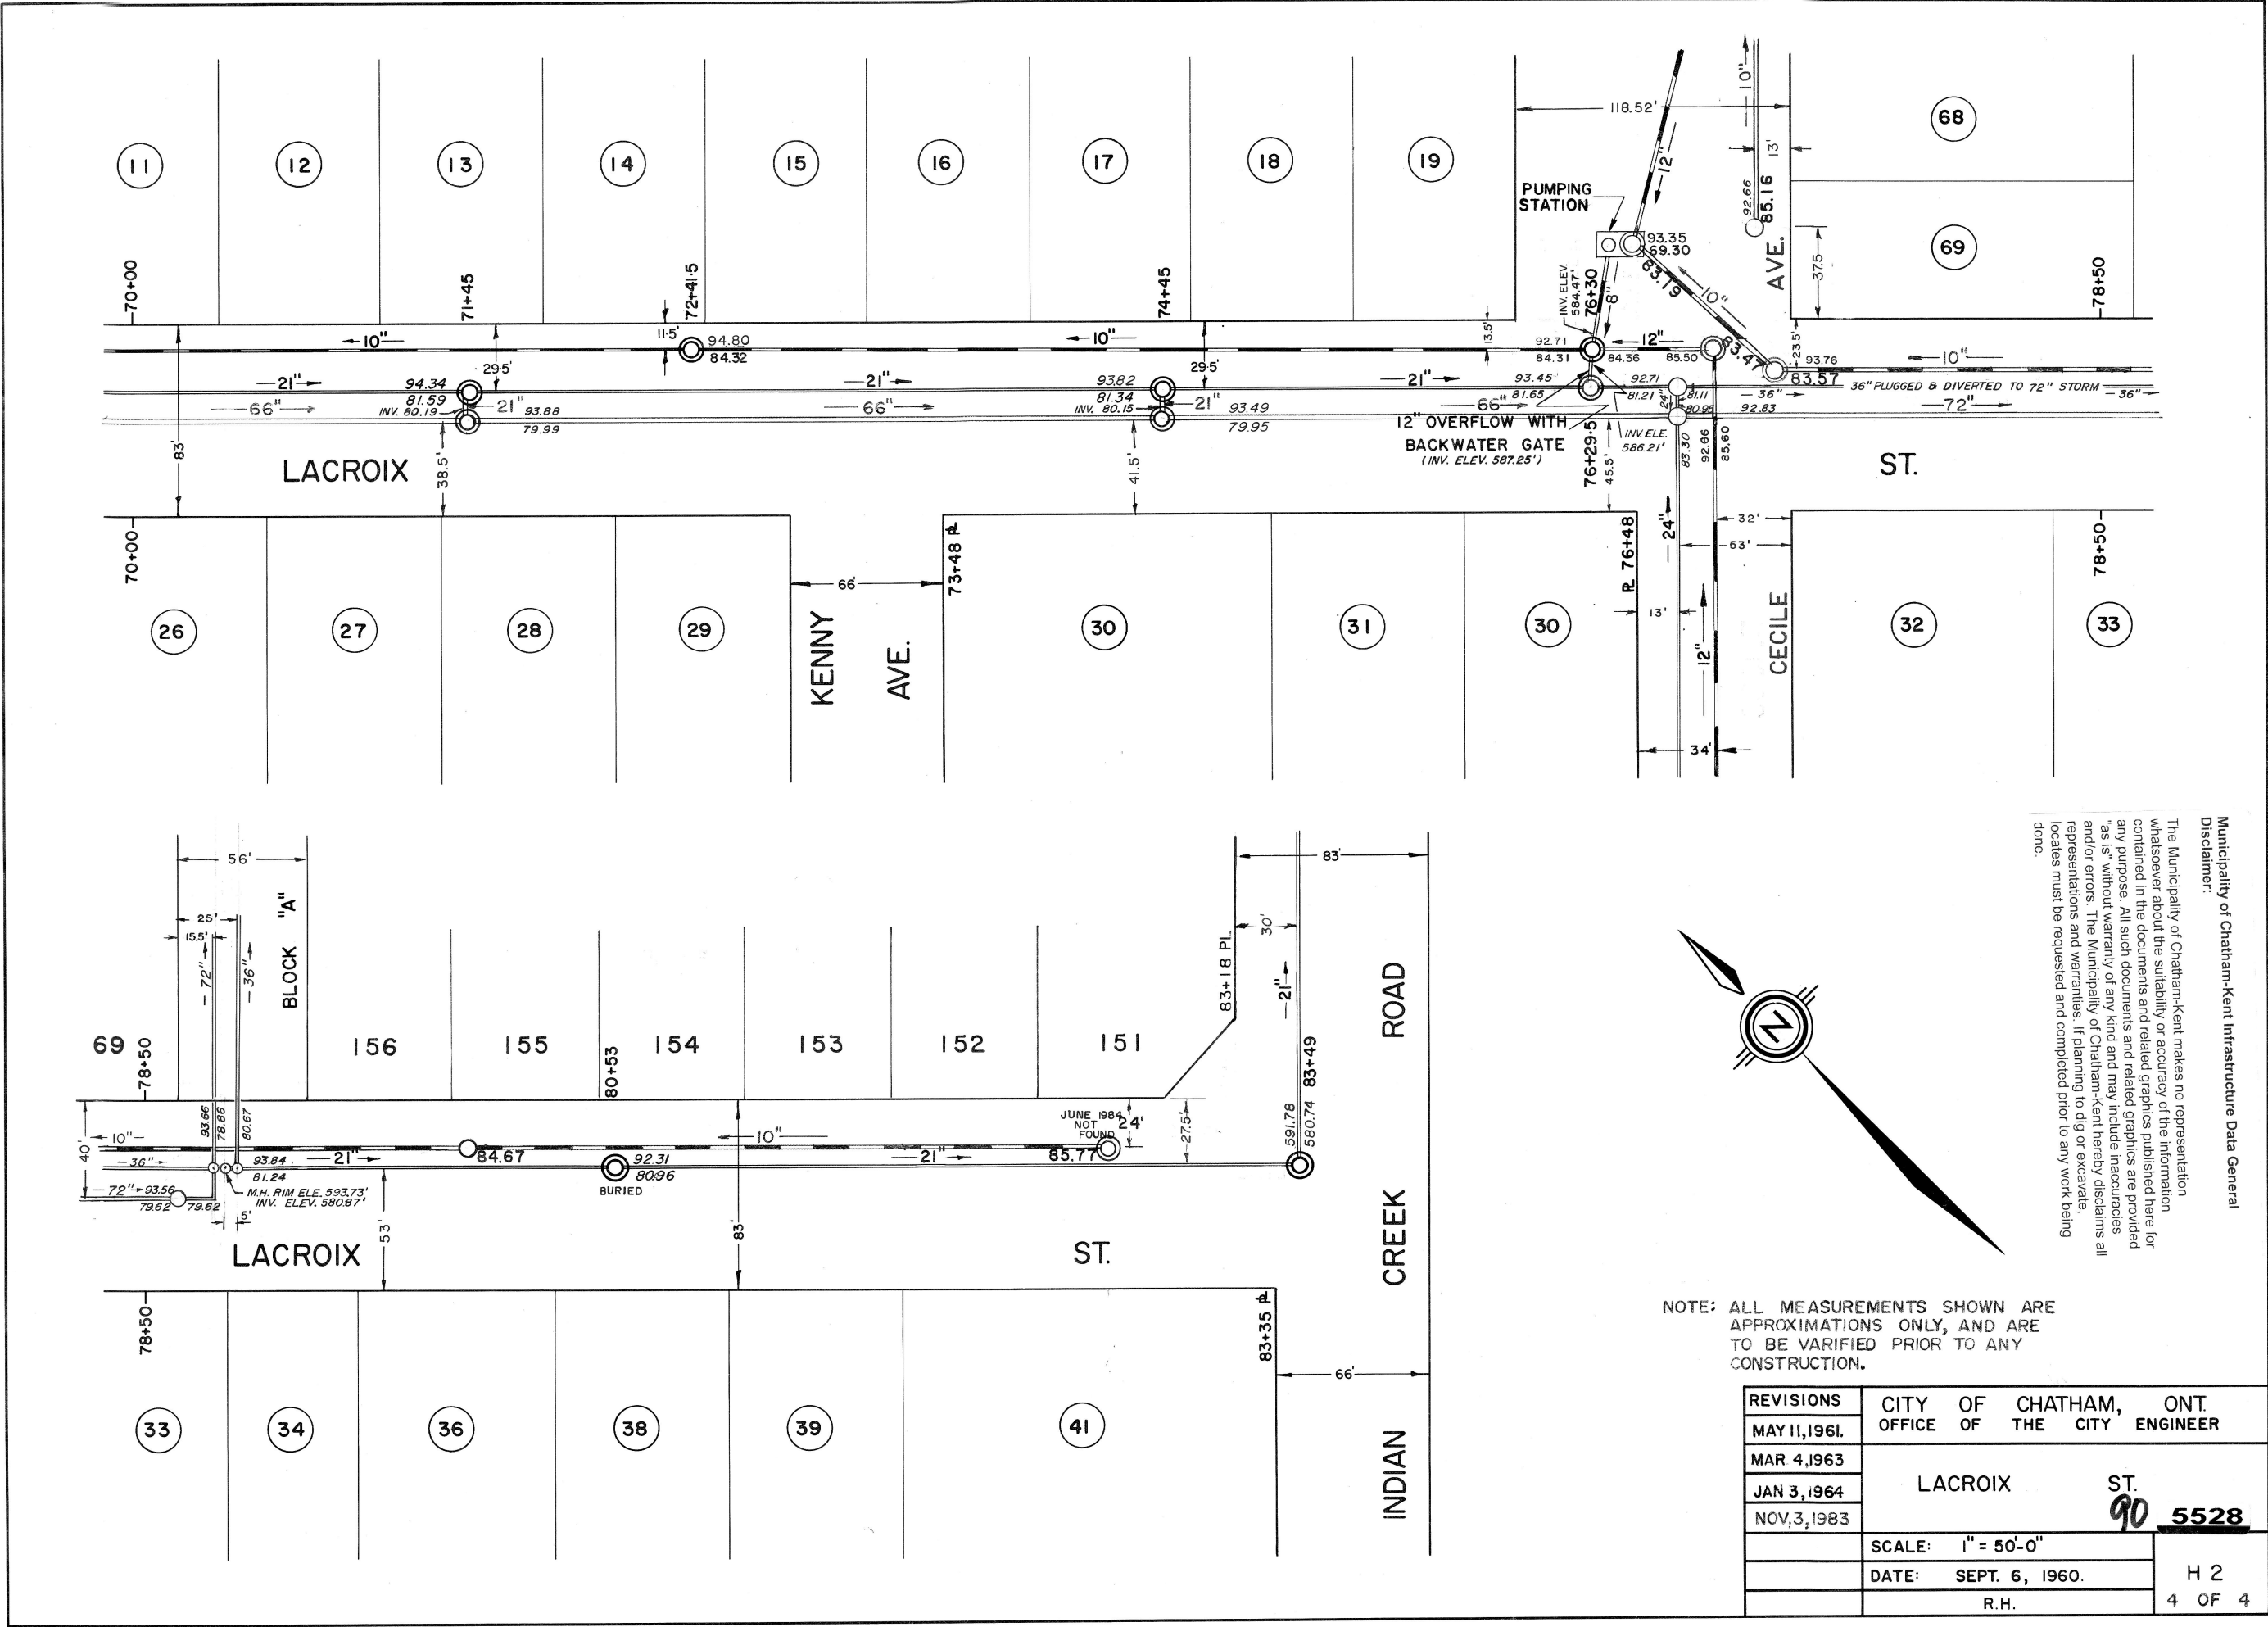 11
12
13
14
15
16
17
18
19
118.52'
12"
10"
13'
68
69
PUMPING
STATION
92.66
85.16
AVE.
37.5
93.35
69.30
83.19
10"
8"
INV. ELEV.
584.47'
76+30
70+00
71+45
72+41.5
74+45
78+50
10"
11.5'
94.80
84.32
10"
13.5'
92.71
84.31
12"
84.36
85.50
83.47
23.5'
93.76
83.57
10"
83'
29.5'
29.5'
21"
94.34
81.59
INV. 80.19
21"
93.88
79.99
66"
21"
66"
93.82
81.34
INV. 80.15
21"
93.49
79.95
21"
66"
93.45
81.65
92.71
81.21
24"
81.11
80.95
36"
92.83
36" PLUGGED & DIVERTED TO 72" STORM
36"
72"
12" OVERFLOW WITH
BACKWATER GATE
(INV. ELEV. 587.25')
76+29.5
45.5'
INV. ELE.
586.21'
83.30
92.66
85.60
LACROIX
38.5'
41.5'
ST.
70+00
73+48 PL
PL 76+48
24"
32'
53'
78+50
66'
13'
12"
34'
26
27
28
29
KENNY
AVE.
30
31
30
CECILE
32
33
56'
25'
15.5'
72"
36"
BLOCK "A"
83'
30'
21"
83+18 PL
83+49
ROAD
69
78+50
156
155
80+53
154
153
152
151
93.66
78.86
80.67
40'
10"
36"
72"
93.56
79.62
79.62
93.84
81.24
21"
M.H. RIM ELE. 593.73'
INV. ELEV. 580.87'
5'
53'
84.67
92.31
80.96
BURIED
10"
83'
21"
JUNE 1984
NOT
FOUND
24'
85.77
27.5'
591.78
580.74
LACROIX
ST.
CREEK
78+50
83+35 PL
66'
33
34
36
38
39
41
INDIAN
Municipality of Chatham-Kent Infrastructure Data General
Disclaimer:
The Municipality of Chatham-Kent makes no representation
whatsoever about the suitability or accuracy of the information
contained in the documents and related graphics published here for
any purpose. All such documents and related graphics are provided
"as is" without warranty of any kind and may include inaccuracies
and/or errors. The Municipality of Chatham-Kent hereby disclaims all
representations and warranties. If planning to dig or excavate,
locates must be requested and completed prior to any work being
done.
N
NOTE: ALL MEASUREMENTS SHOWN ARE
APPROXIMATIONS ONLY, AND ARE
TO BE VARIFIED PRIOR TO ANY
CONSTRUCTION.
REVISIONS
MAY 11,1961.
MAR. 4,1963
JAN 3,1964
NOV.3,1983
CITY OF CHATHAM, ONT.
OFFICE OF THE CITY ENGINEER
LACROIX ST.
90 5528
SCALE: 1" = 50'-0"
DATE: SEPT. 6, 1960.
R.H.
H 2
4 OF 4